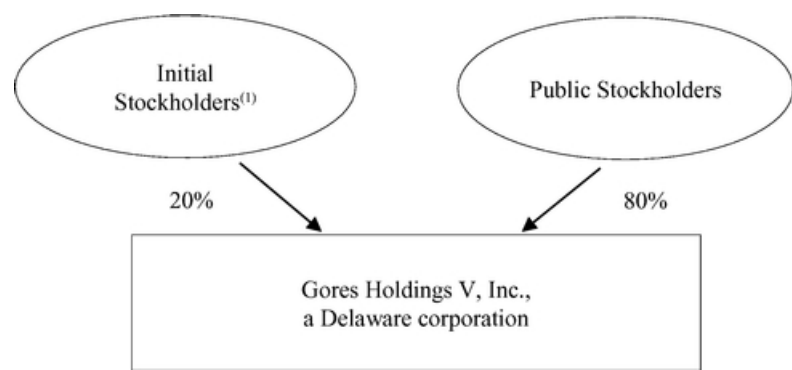 Initial
Stockholders(1)
Public Stockholders
20%
80%
Gores Holdings V, Inc.,
a Delaware corporation